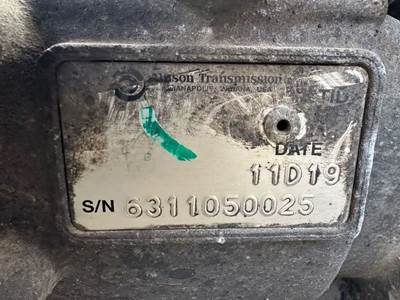 Allison Transmission
INDIANAPOLIS, INDIANA, USA
DATE
11D19
S/N 6311050025